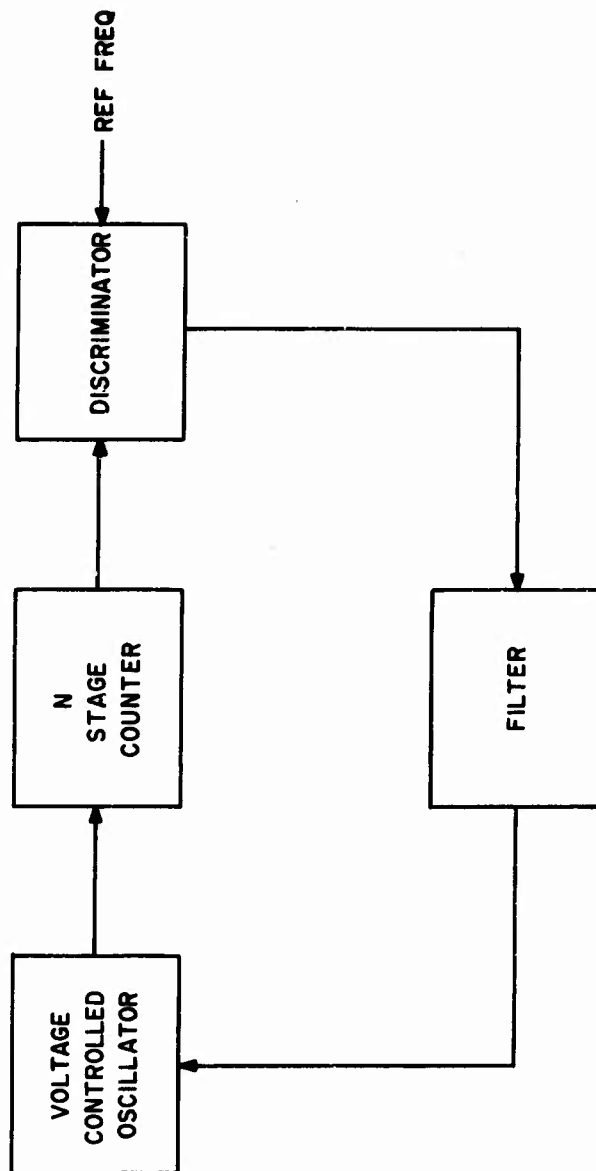 VOLTAGE
CONTROLLED
OSCILLATOR
N
STAGE
COUNTER
DISCRIMINATOR
REF FREQ
FILTER